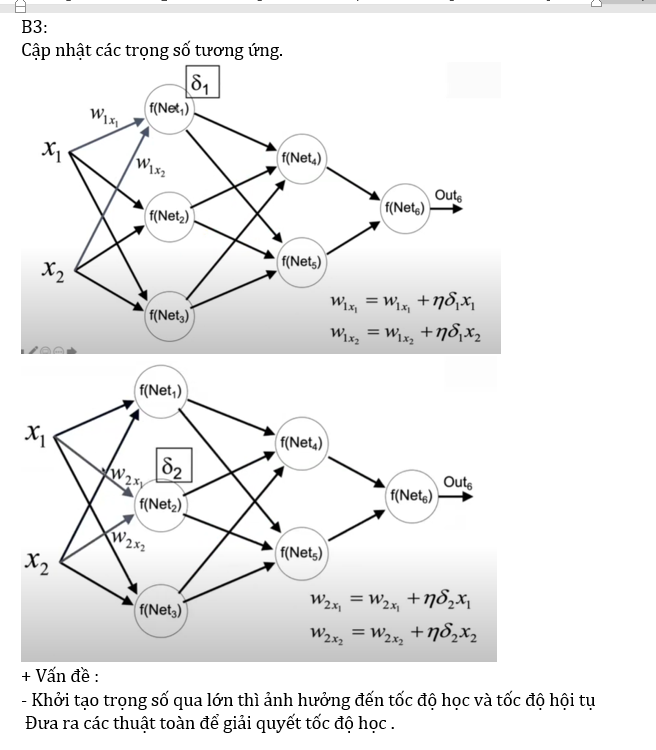 B3:
Cập nhật các trọng số tương ứng.
δ₁
f(Net₁)
w₁ₓ₁
x₁
w₁ₓ₂
f(Net₄)
f(Net₂)
Out₆
f(Net₆)
x₂
f(Net₅)
f(Net₃)
w₁ₓ₁ = w₁ₓ₁ + ηδ₁x₁
w₁ₓ₂ = w₁ₓ₂ + ηδ₁x₂
f(Net₁)
x₁
f(Net₄)
w₂ₓ₁
δ₂
Out₆
f(Net₂)
f(Net₆)
w₂ₓ₂
x₂
f(Net₅)
f(Net₃)
w₂ₓ₁ = w₂ₓ₁ + ηδ₂x₁
w₂ₓ₂ = w₂ₓ₂ + ηδ₂x₂
+ Vấn đề :
- Khởi tạo trọng số qua lớn thì ảnh hưởng đến tốc độ học và tốc độ hội tụ
Đưa ra các thuật toàn để giải quyết tốc độ học .